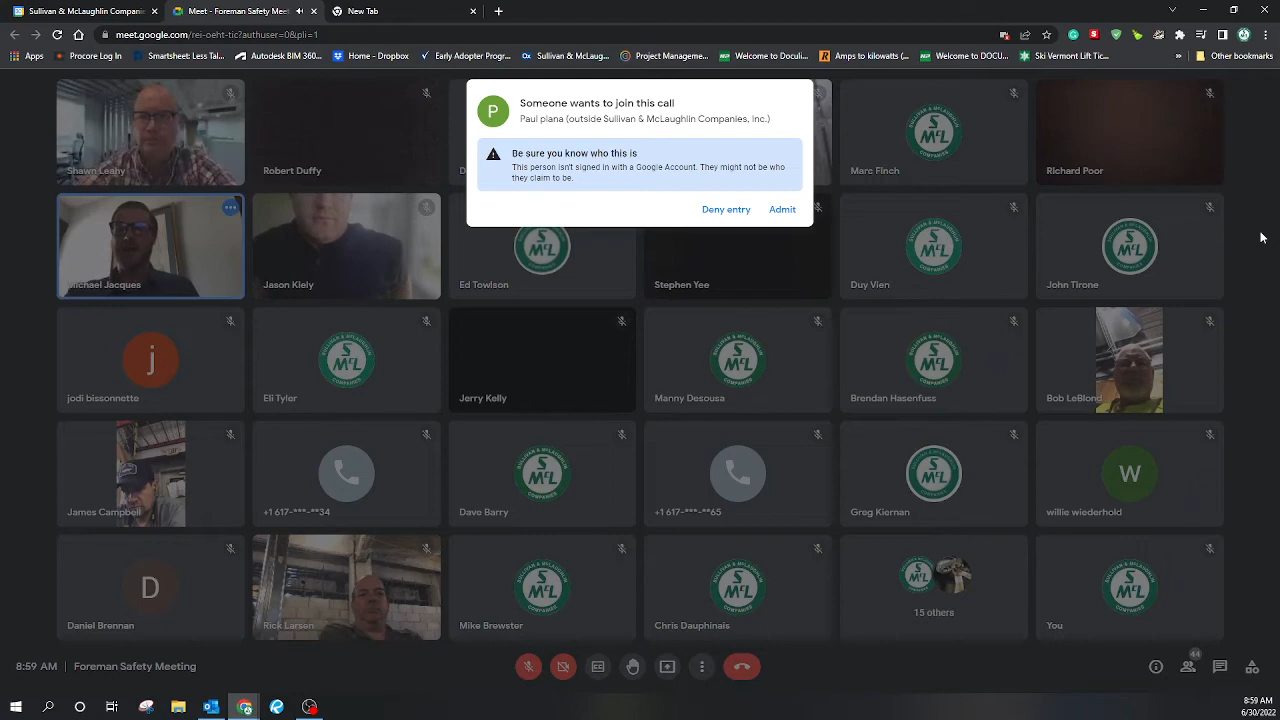 Sullivan & McLaughlin Companie
Meet - Foreman Safety Meet
New Tab
meet.google.com/rei-oeht-tic?authuser=0&pli=1
Apps
Procore Log In
Smartsheet Inc.
Autodesk BIM 360...
Home - Dropbox
Early Adopter Prog...
Sullivan & McLaug...
Project Manageme...
Welcome to DOCU...
Amps to kilowatts (...
Welcome to DOCU...
Ski Vermont | Verm...
Other bookmarks
P
Someone wants to join this call
Paul piana (outside Sullivan & McLaughlin Companies, Inc.)
Be sure you know who this is
This person isn't signed in with a Google Account. They might not be who
they claim to be.
Deny entry
Admit
Shawn Leahy
Robert Duffy
D
Marc Finch
Richard Poor
Michael Jacques
Jason Kiely
Ed Towlson
Stephen Yee
Duy Vien
John Tirone
j
jodi bissonnette
Eli Tyler
Jerry Kelly
Manny Desousa
Brendan Hasenfuss
Bob LeBlond
James Campbell
+1 617-***-**34
Dave Barry
+1 617-***-**65
Greg Kiernan
W
willie wiederhold
D
Daniel Brennan
Rick Larsen
Mike Brewster
Chris Dauphinais
15 others
You
8:59 AM | Foreman Safety Meeting
44
8:59 AM
6/30/2022